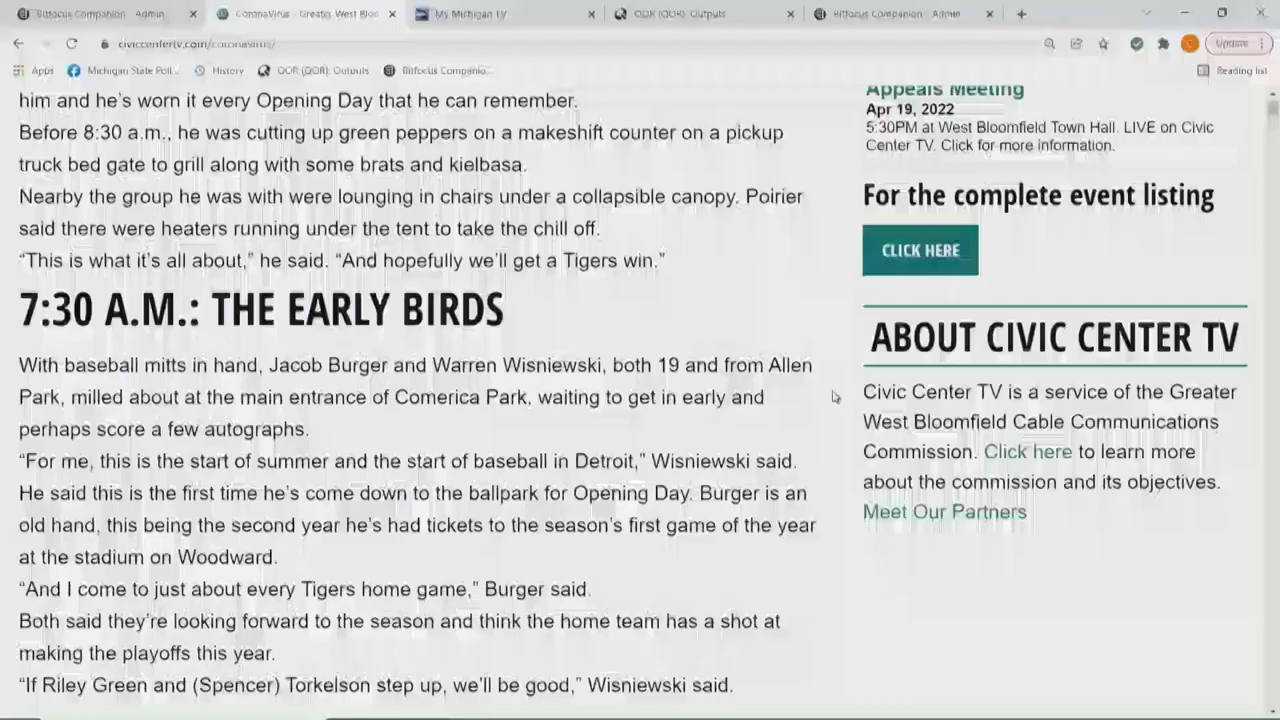 Bitfocus Companion - Admin
CoronaVirus - Greater West Bloo
My Michigan TV
Bitfocus Companion - Admin
civiccentertv.com/coronavirus/
Update
Apps
Michigan State Poli...
History
Bitfocus Companio...
Reading list
him and he's worn it every Opening Day that he can remember.
Before 8:30 a.m., he was cutting up green peppers on a makeshift counter on a pickup
truck bed gate to grill along with some brats and kielbasa.
Nearby the group he was with were lounging in chairs under a collapsible canopy. Poirier
said there were heaters running under the tent to take the chill off.
“This is what it’s all about,” he said. “And hopefully we’ll get a Tigers win.”
7:30 A.M.: THE EARLY BIRDS
With baseball mitts in hand, Jacob Burger and Warren Wisniewski, both 19 and from Allen
Park, milled about at the main entrance of Comerica Park, waiting to get in early and
perhaps score a few autographs.
“For me, this is the start of summer and the start of baseball in Detroit,” Wisniewski said.
He said this is the first time he’s come down to the ballpark for Opening Day. Burger is an
old hand, this being the second year he’s had tickets to the season’s first game of the year
at the stadium on Woodward.
“And I come to just about every Tigers home game,” Burger said.
Both said they’re looking forward to the season and think the home team has a shot at
making the playoffs this year.
“If Riley Green and (Spencer) Torkelson step up, we’ll be good,” Wisniewski said.
Appeals Meeting
Apr 19, 2022
5:30PM at West Bloomfield Town Hall. LIVE on Civic
Center TV. Click for more information.
For the complete event listing
CLICK HERE
ABOUT CIVIC CENTER TV
Civic Center TV is a service of the Greater
West Bloomfield Cable Communications
Commission. Click here to learn more
about the commission and its objectives.
Meet Our Partners